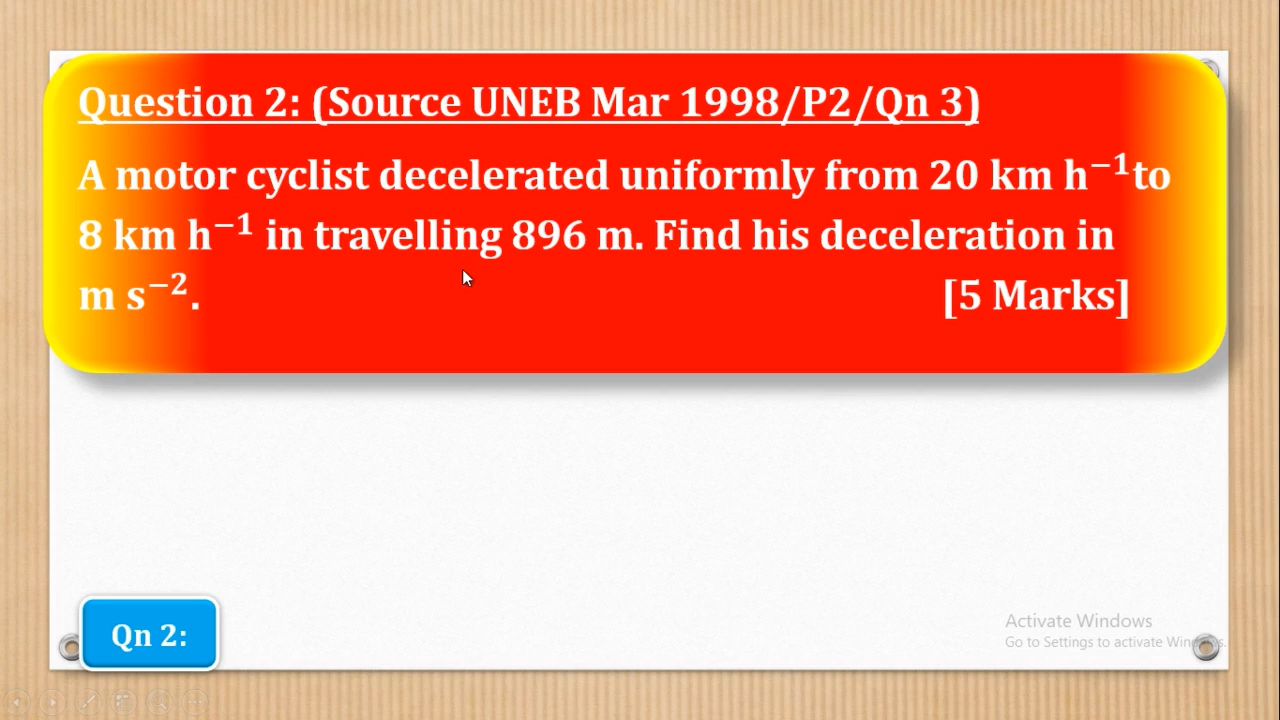 Question 2: (Source UNEB Mar 1998/P2/Qn 3)
A motor cyclist decelerated uniformly from 20 km h⁻¹to
8 km h⁻¹ in travelling 896 m. Find his deceleration in
m s⁻². [5 Marks]
Activate Windows
Go to Settings to activate Windows.
Qn 2: